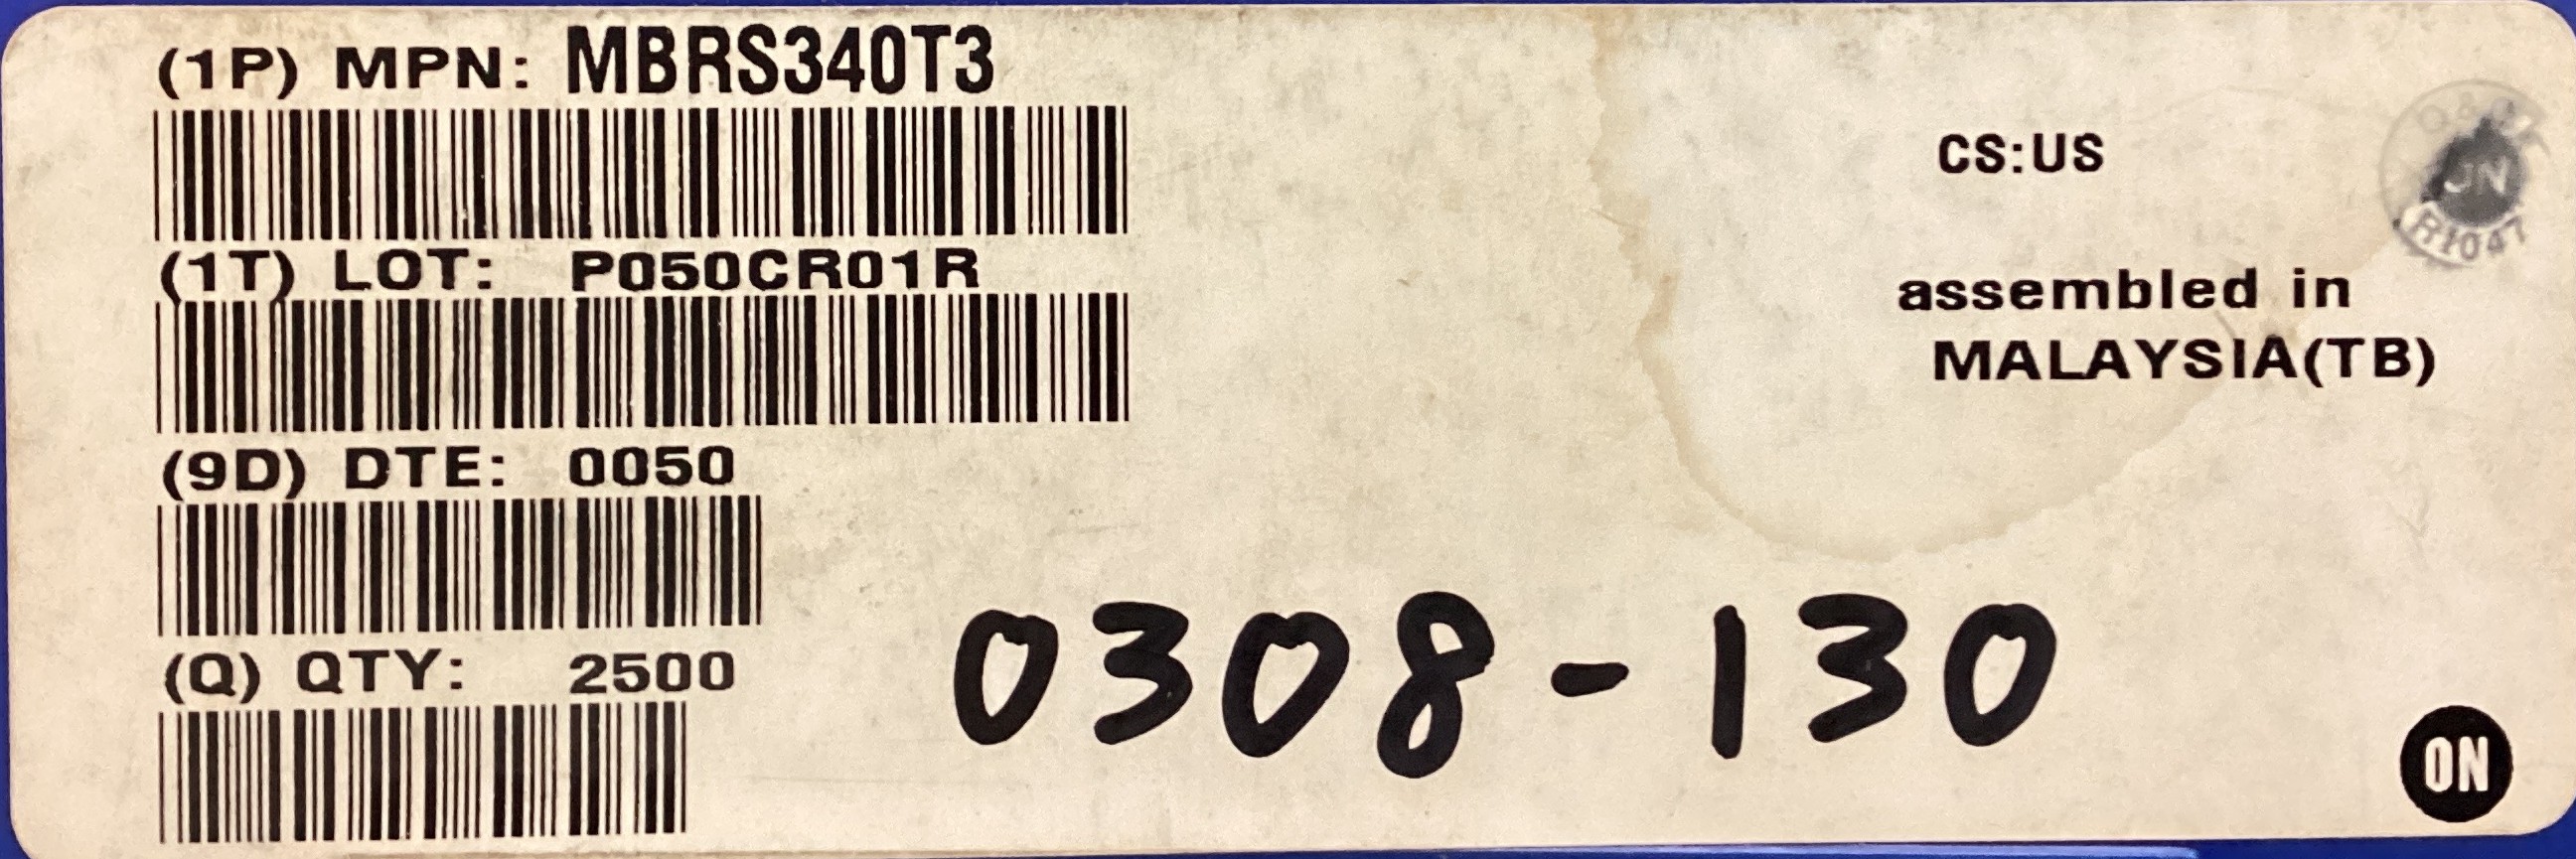 (1P) MPN: MBRS340T3
(1T) LOT: P050CR01R
(9D) DTE: 0050
(Q) QTY: 2500
CS:US
assembled in
MALAYSIA(TB)
R1047
0308-130
ON